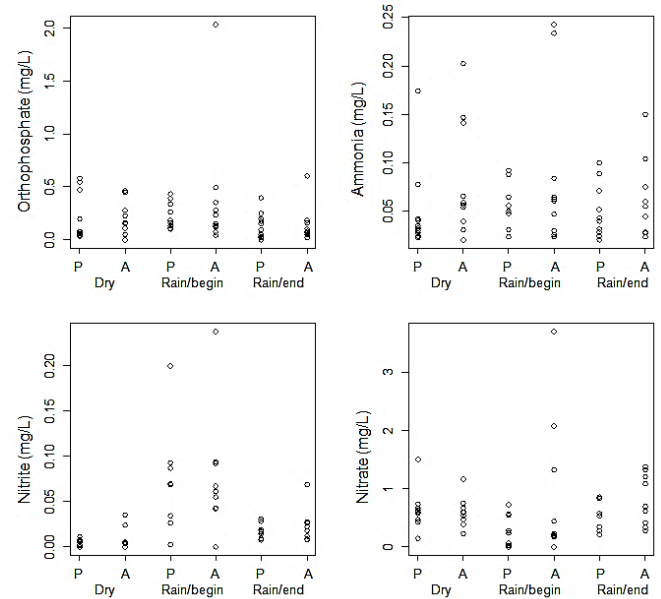 Orthophosphate (mg/L)
2.0
1.5
1.0
0.5
0.0
P A P A P A
Dry Rain/begin Rain/end
Ammonia (mg/L)
0.25
0.20
0.15
0.10
0.05
P A P A P A
Dry Rain/begin Rain/end
Nitrite (mg/L)
0.20
0.15
0.10
0.05
0.00
P A P A P A
Dry Rain/begin Rain/end
Nitrate (mg/L)
3
2
1
0
P A P A P A
Dry Rain/begin Rain/end